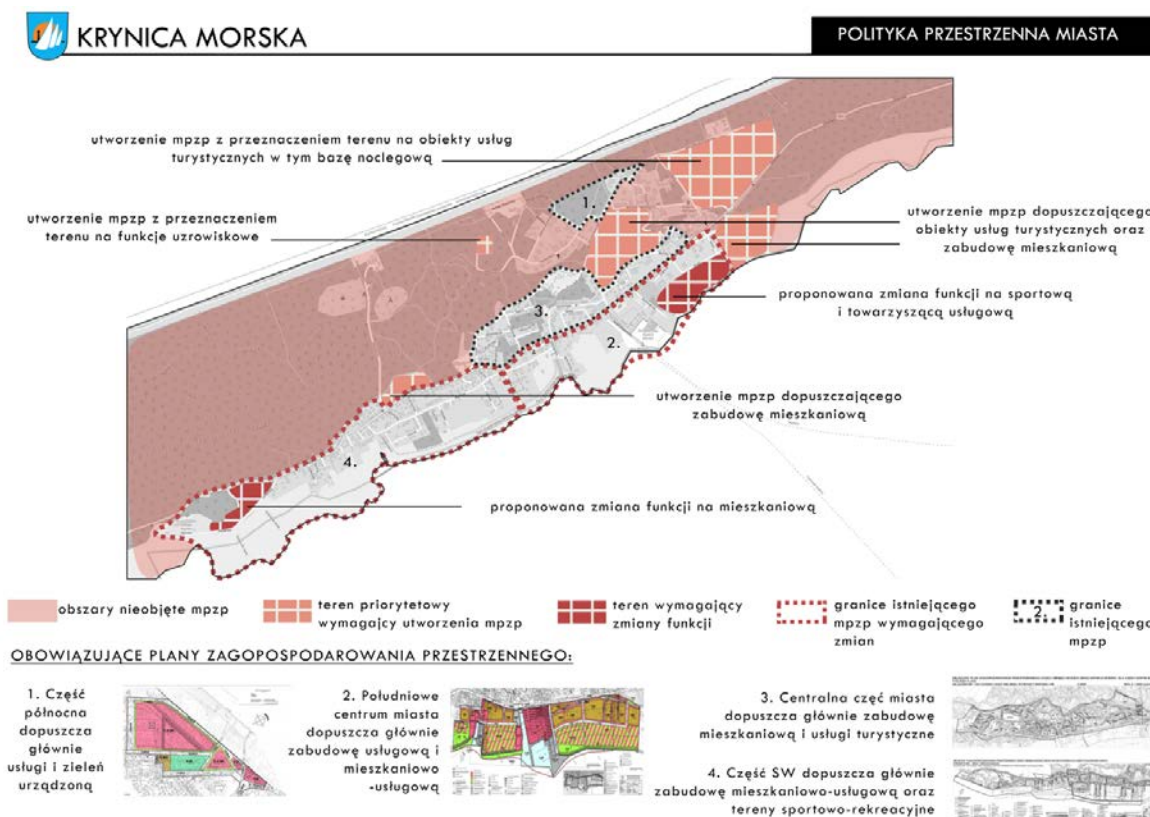 KRYNICA MORSKA
POLITYKA PRZESTRZENNA MIASTA
utworzenie mpzp z przeznaczeniem terenu na obiekty usług
turystycznych w tym bazę noclegową
utworzenie mpzp z przeznaczeniem
terenu na funkcje uzrowiskowe
utworzenie mpzp dopuszczającego
obiekty usług turystycznych oraz
zabudowę mieszkaniową
proponowana zmiana funkcji na sportową
i towarzyszącą usługową
utworzenie mpzp dopuszczającego
zabudowę mieszkaniową
proponowana zmiana funkcji na mieszkaniową
1.
3.
2.
4.
obszary nieobjęte mpzp
teren priorytetowy
wymagajcy utworzenia mpzp
teren wymagający
zmiany funkcji
granice istniejącego
mpzp wymagającego
zmian
2.
granice
istniejącego
mpzp
OBOWIĄZUJĄCE PLANY ZAGOPOSPODAROWANIA PRZESTRZENNEGO:
1. Część
północna
dopuszcza
głównie
usługi i zieleń
urządzoną
2. Południowe
centrum miasta
dopuszcza głównie
zabudowę usługową i
mieszkaniowo
-usługową
3. Centralna częć miasta
dopuszcza głównie zabudowę
mieszkaniową i usługi turystyczne
4. Część SW dopuszcza głównie
zabudowę mieszkaniowo-usługową oraz
tereny sportowo-rekreacyjne